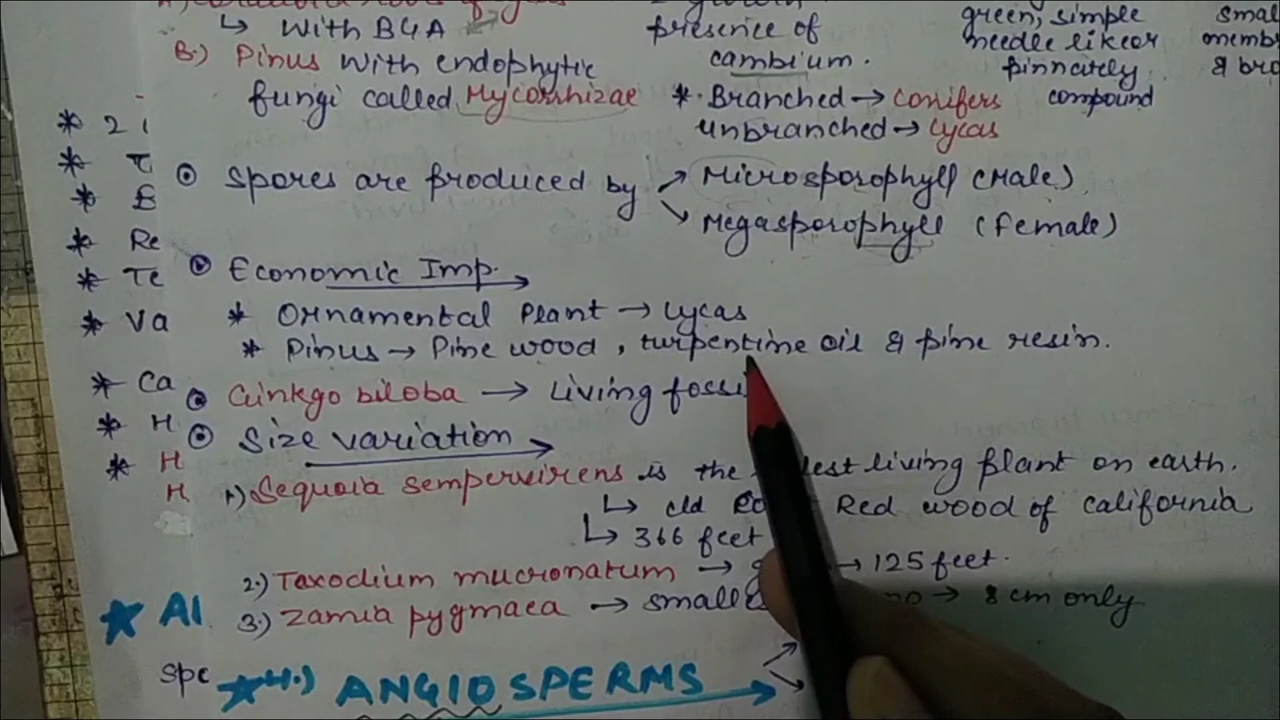 With BGA
B.) Pinus with endophytic
fungi called Mycorrhizae
presence of
cambium.
* Branched → Conifers
unbranched → Cycas
green, simple
needle like or
pinnately
compound
smal
memb
& bro
* 2
* T
* Re
* Te
* Va
* Ca
* H
* H
H
⊙ Spores are produced by → Microsporophyll (Male)
→ Megasporophyll (female)
⊙ Economic Imp.
* Ornamental Plant → Cycas
* Pinus → Pine wood, turpentine oil & pine resin.
⊙ Ginkgo biloba → Living foss
⊙ Size variation
1.) Sequoia sempervirens is the lest living plant on earth.
↳ cld Red wood of california
↳ 366 feet
2.) Taxodium mucronatum → → 125 feet.
3.) Zamia pygmaea → small → 8 cm only
★ Al
Spc
★ 4.) ANGIOSPERMS →